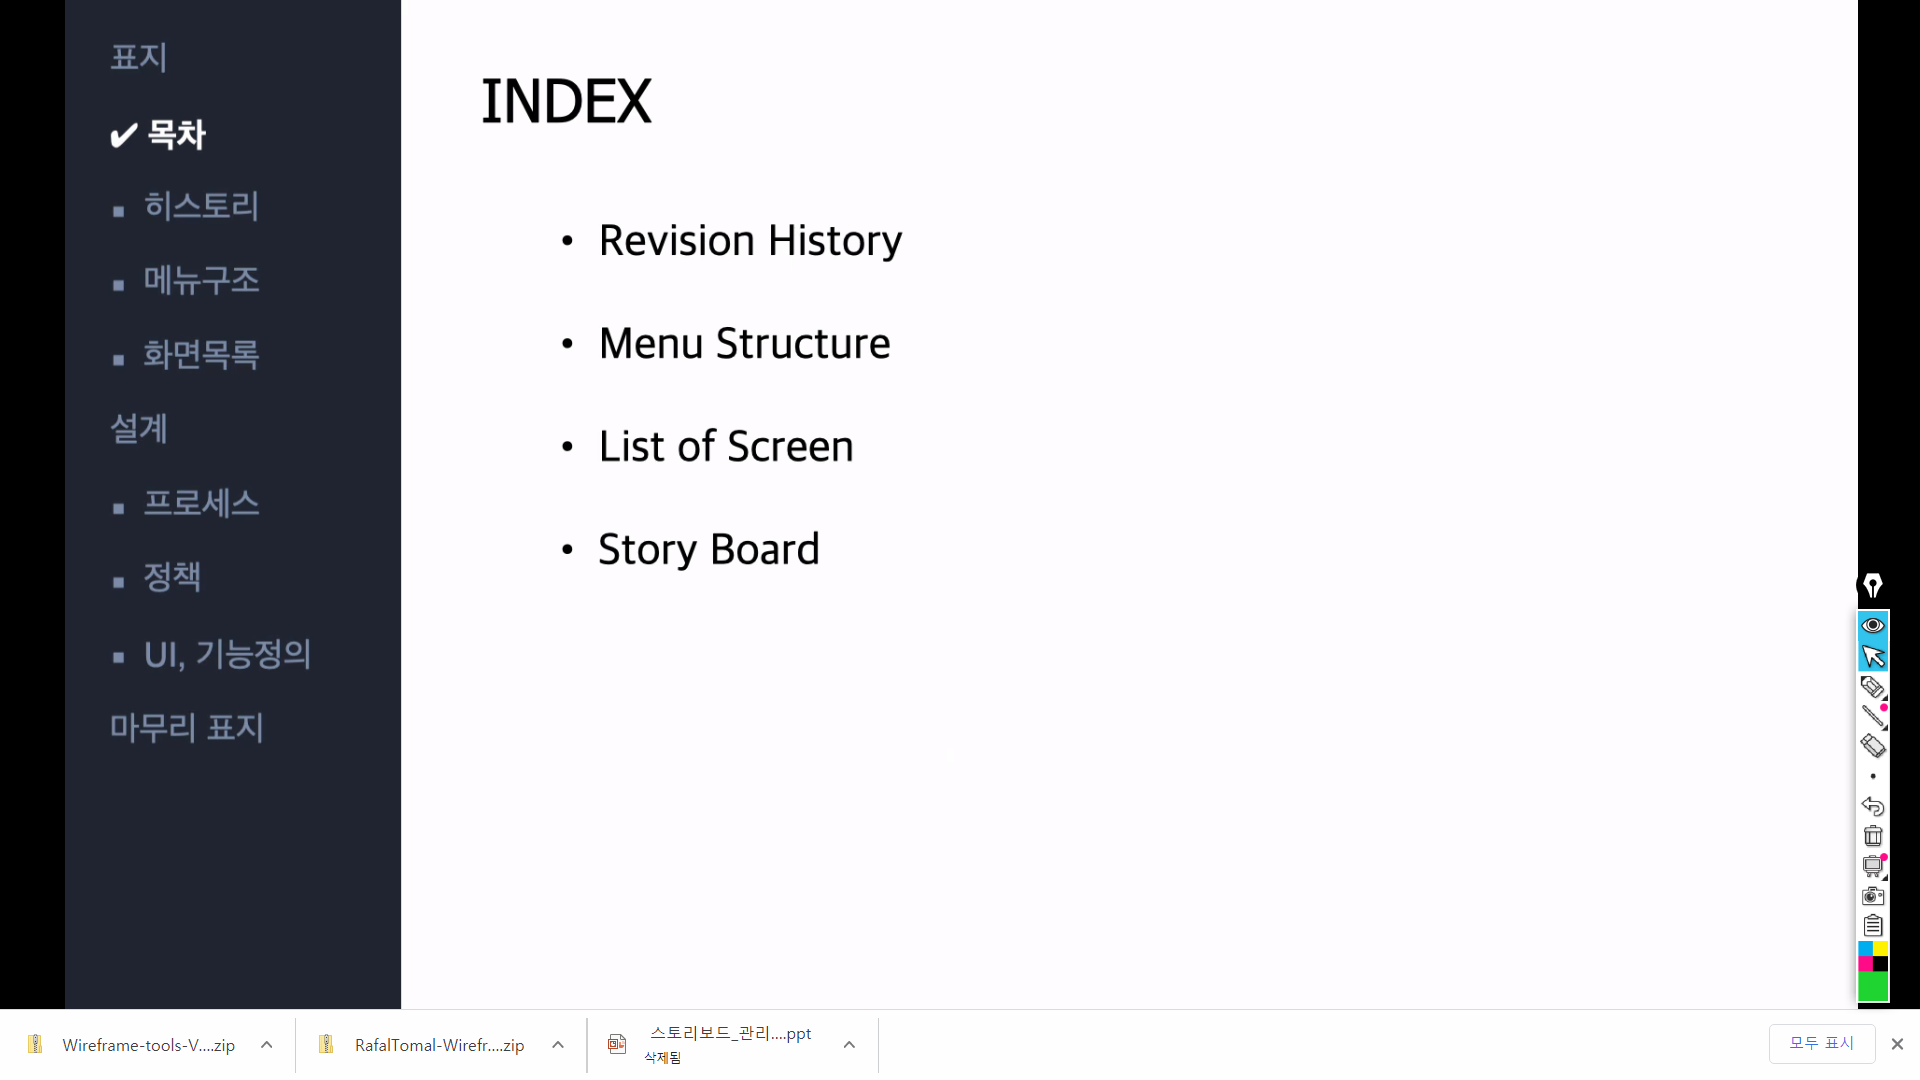 표지
✔ 목차
▪ 히스토리
▪ 메뉴구조
▪ 화면목록
설계
▪ 프로세스
▪ 정책
▪ UI, 기능정의
마무리 표지
INDEX
• Revision History
• Menu Structure
• List of Screen
• Story Board
Wireframe-tools-V....zip
RafalTomal-Wirefr....zip
스토리보드_관리....ppt
삭제됨
모두 표시